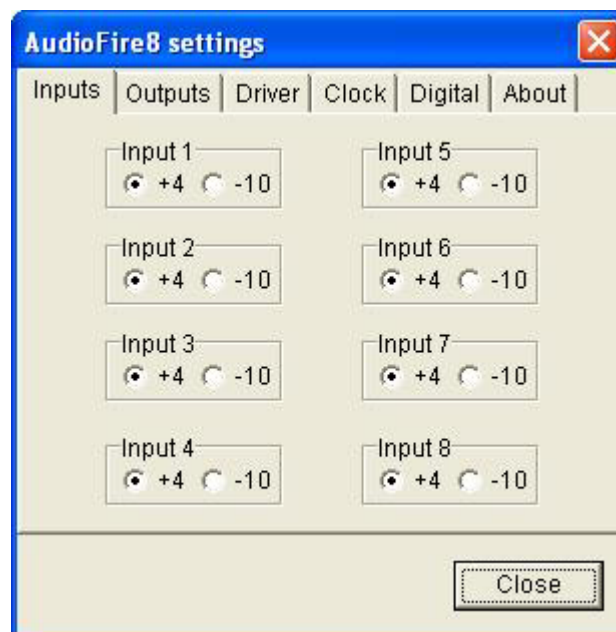 AudioFire8 settings
Inputs Outputs Driver Clock Digital About
Input 1
+4 -10
Input 5
+4 -10
Input 2
+4 -10
Input 6
+4 -10
Input 3
+4 -10
Input 7
+4 -10
Input 4
+4 -10
Input 8
+4 -10
Close